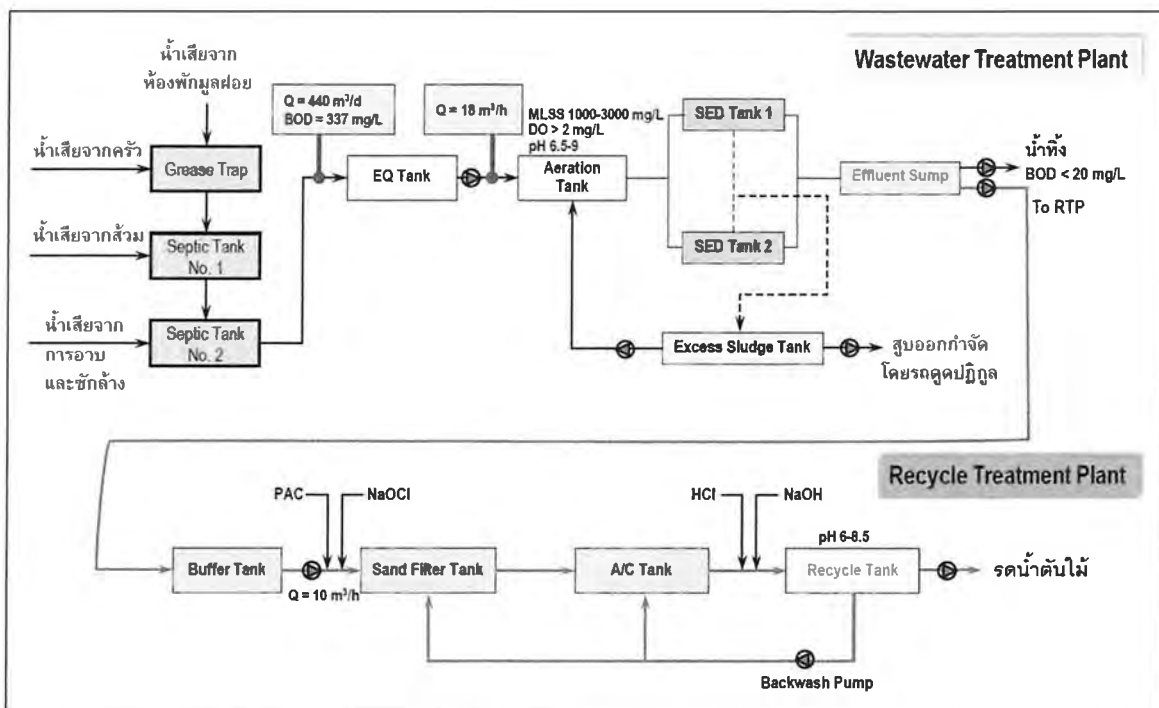 Wastewater Treatment Plant
น้ำเสียจาก
ห้องพักมูลฝอย
น้ำเสียจากครัว
Grease Trap
น้ำเสียจากส้วม
Septic Tank
No. 1
น้ำเสียจาก
การอาบ
และซักล้าง
Septic Tank
No. 2
Q = 440 m³/d
BOD = 337 mg/L
EQ Tank
Q = 18 m³/h
MLSS 1000-3000 mg/L
DO > 2 mg/L
pH 6.5-9
Aeration
Tank
SED Tank 1
SED Tank 2
Effluent Sump
น้ำทิ้ง
BOD < 20 mg/L
To RTP
Excess Sludge Tank
สูบออกกำจัด
โดยรถดูดปฏิกูล
Recycle Treatment Plant
PAC
NaOCl
HCl
NaOH
Buffer Tank
Q = 10 m³/h
Sand Filter Tank
A/C Tank
pH 6-8.5
Recycle Tank
รดน้ำต้นไม้
Backwash Pump